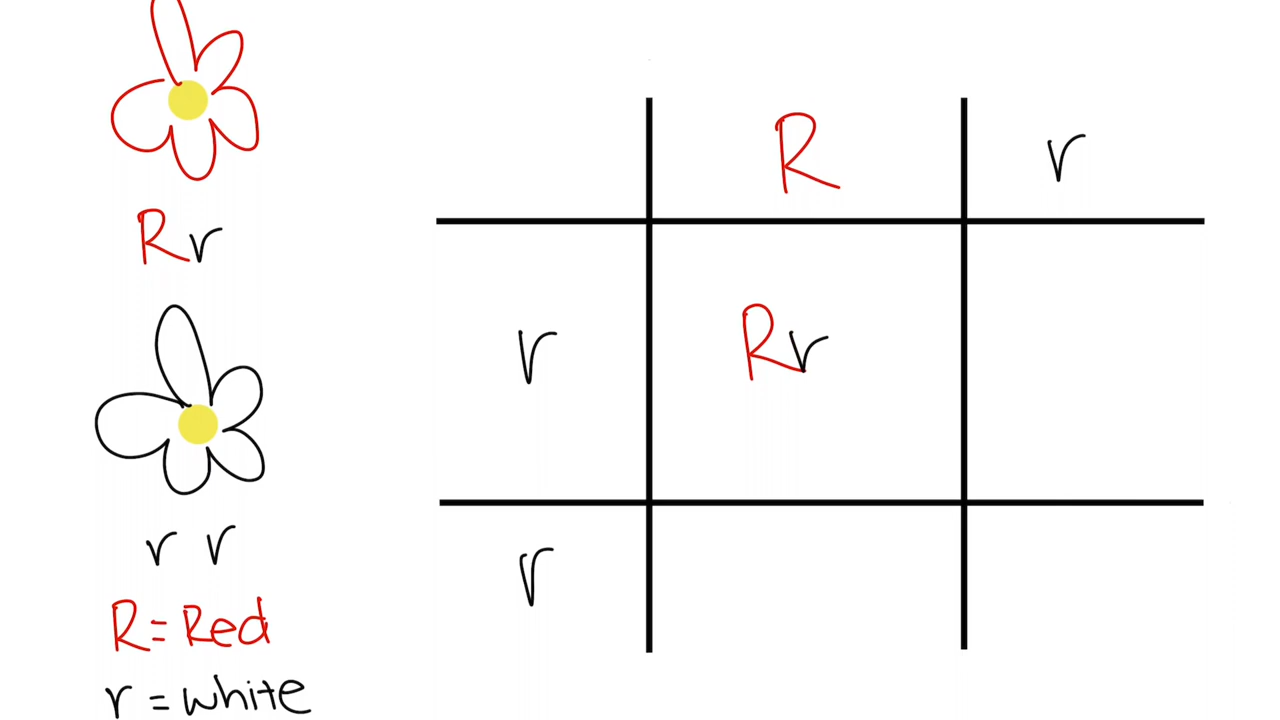 Rr
r r
R = Red
r = white
R r
r Rr
r